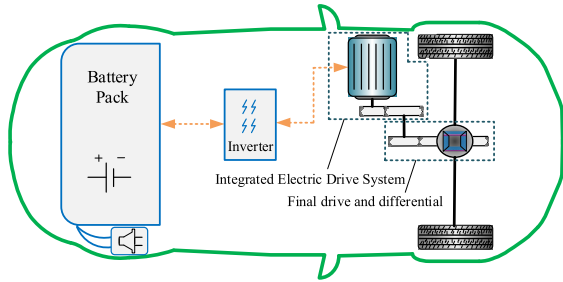 Battery
Pack
+ −
Inverter
Integrated Electric Drive System
Final drive and differential